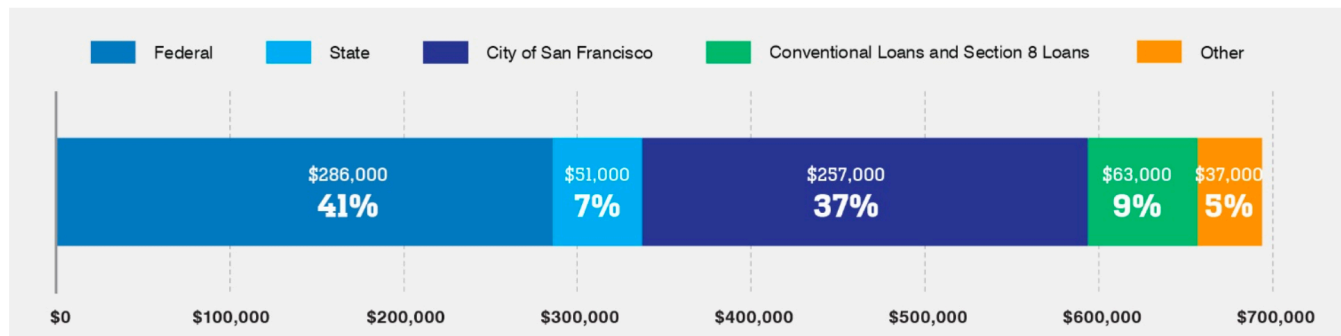 Federal State City of San Francisco Conventional Loans and Section 8 Loans Other
$286,000 $51,000 $257,000 $63,000 $37,000
41% 7% 37% 9% 5%
$0 $100,000 $200,000 $300,000 $400,000 $500,000 $600,000 $700,000